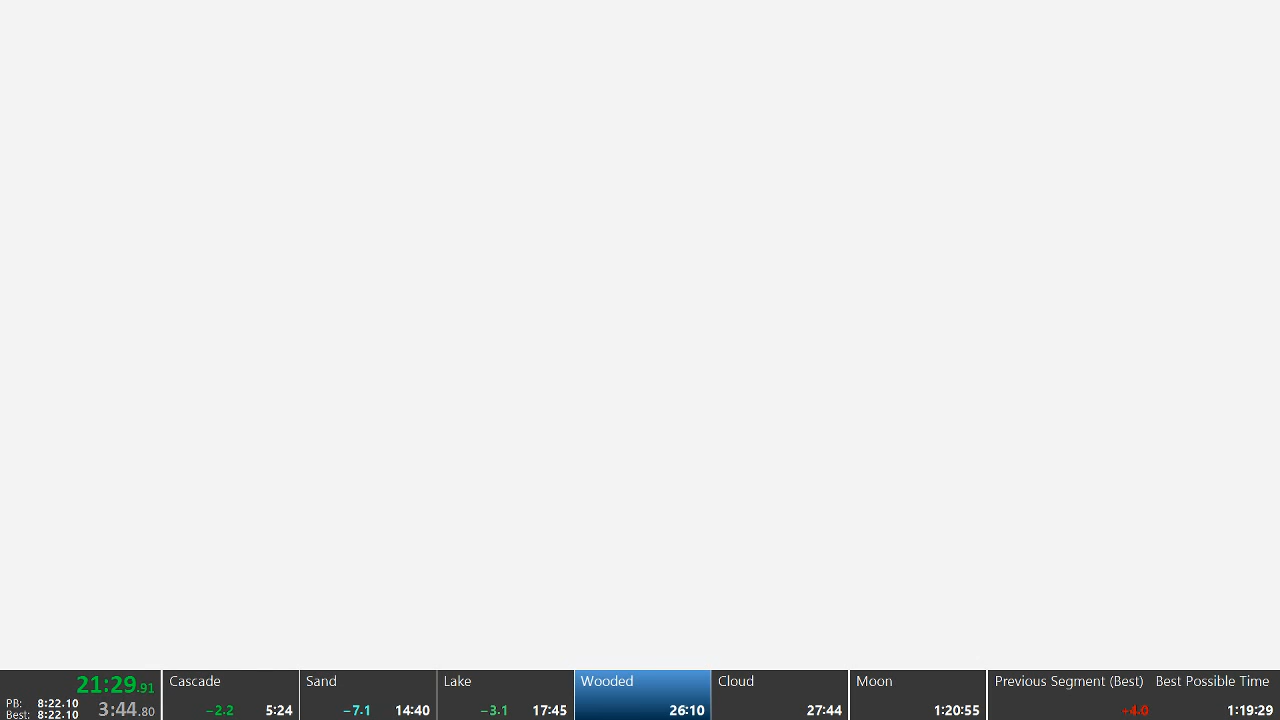 21:29.91
PB: 8:22.10
Best: 8:22.10
3:44.80
Cascade
-2.2 5:24
Sand
-7.1 14:40
Lake
-3.1 17:45
Wooded
26:10
Cloud
27:44
Moon
1:20:55
Previous Segment (Best)
+4.0
Best Possible Time
1:19:29